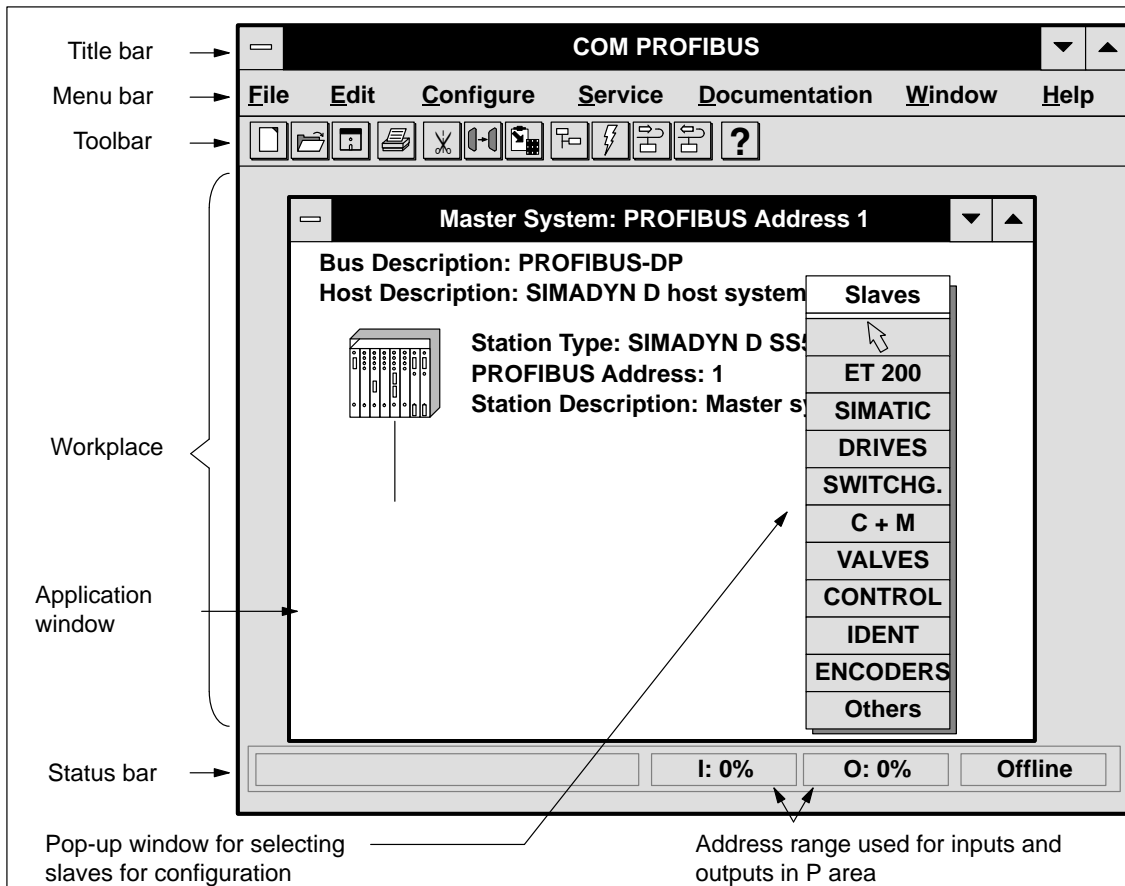 Title bar
COM PROFIBUS
Menu bar
File Edit Configure Service Documentation Window Help
Toolbar
?
Master System: PROFIBUS Address 1
Bus Description: PROFIBUS-DP
Host Description: SIMADYN D host system
Station Type: SIMADYN D SS5
PROFIBUS Address: 1
Station Description: Master sy
Slaves
ET 200
SIMATIC
DRIVES
SWITCHG.
C + M
VALVES
CONTROL
IDENT
ENCODERS
Others
Workplace
Application
window
Status bar
I: 0% O: 0% Offline
Pop-up window for selecting
slaves for configuration
Address range used for inputs and
outputs in P area